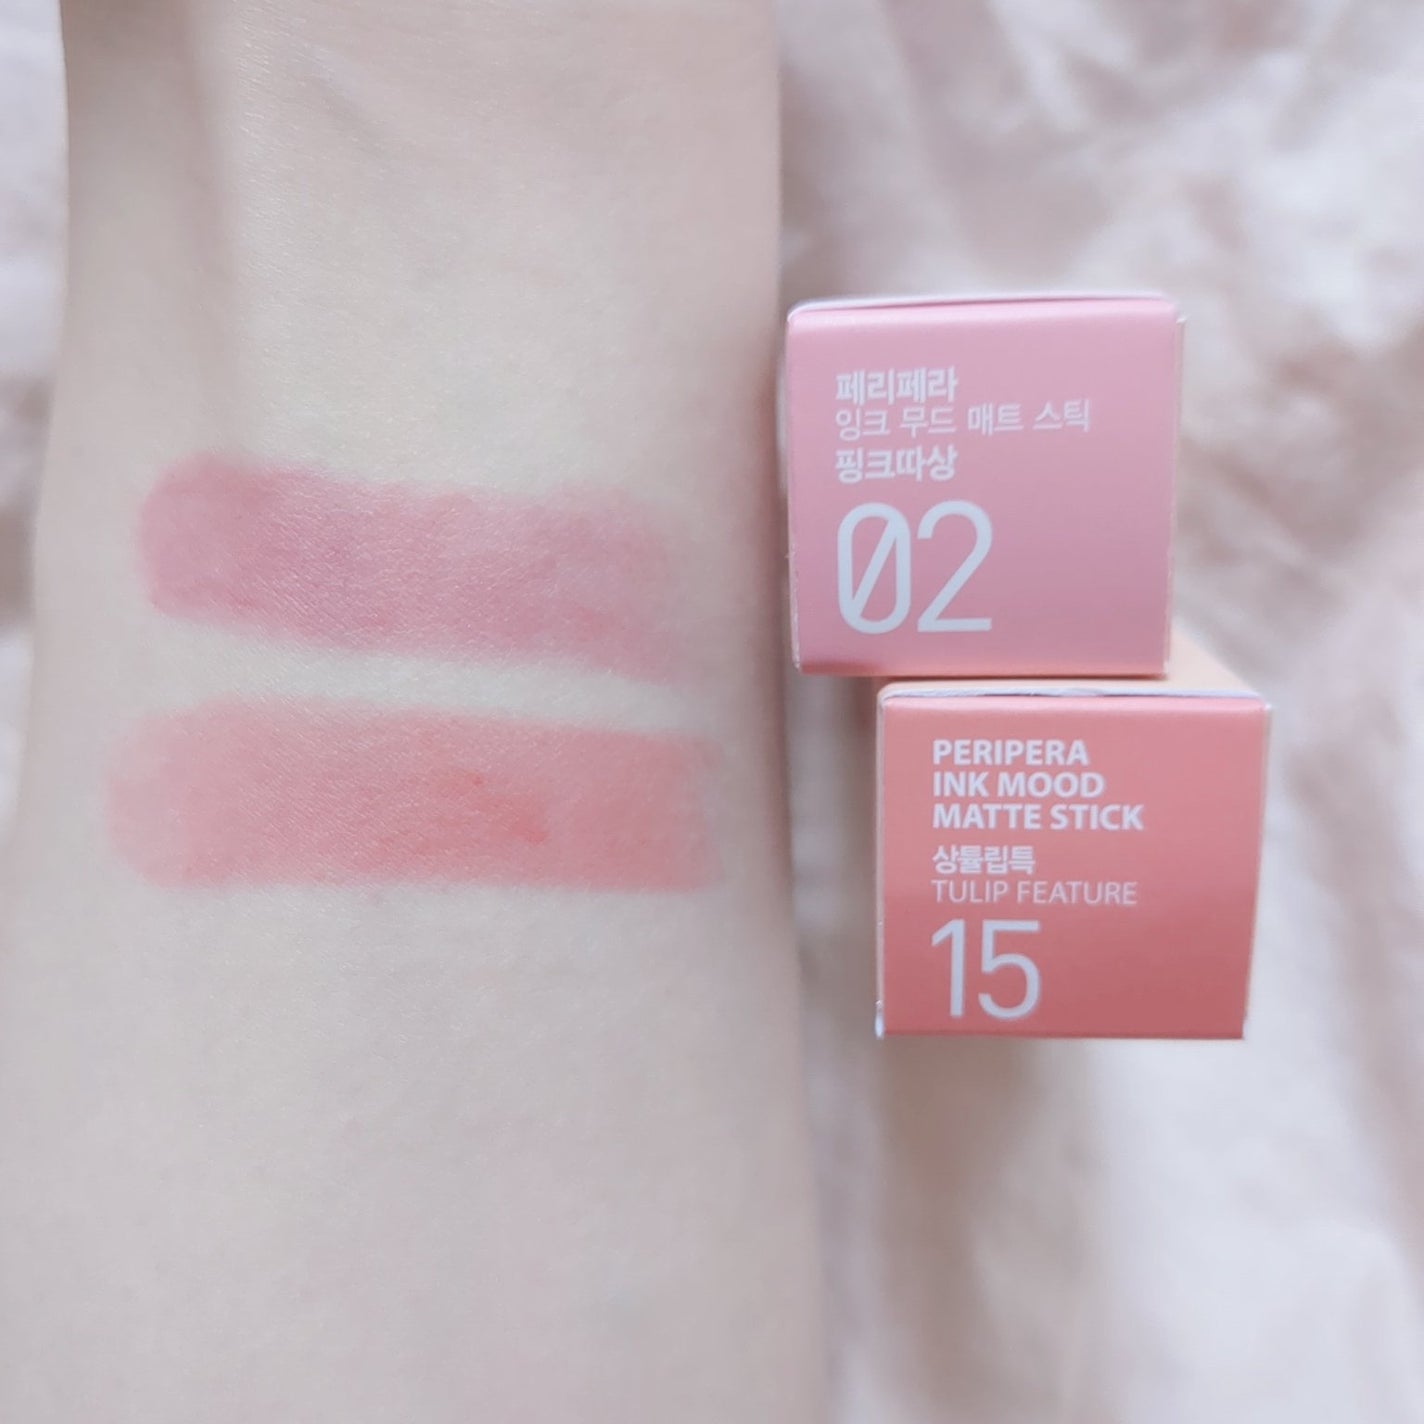 페리페라
잉크 무드 매트 스틱
핑크따상
02
PERIPERA
INK MOOD
MATTE STICK
상튤립특
TULIP FEATURE
15